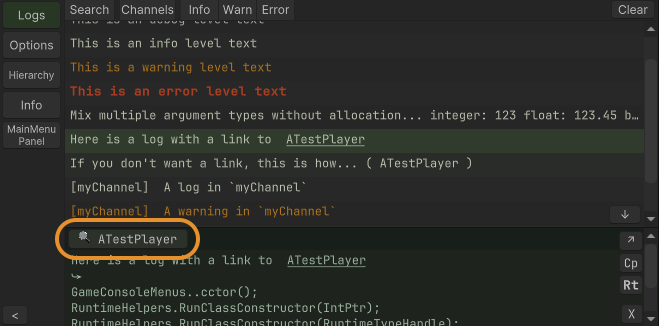 Logs
Options
Hierarchy
Info
MainMenu
Panel
<
Search Channels Info Warn Error Clear
This is an debug level text
This is an info level text
This is a warning level text
This is an error level text
Mix multiple argument types without allocation... integer: 123 float: 123.45 b…
Here is a log with a link to ATestPlayer
If you don't want a link, this is how... ( ATestPlayer )
[myChannel] A log in `myChannel`
[myChannel] A warning in `myChannel`
↓
ATestPlayer
Here is a log with a link to ATestPlayer
↪
GameConsoleMenus..cctor();
RuntimeHelpers.RunClassConstructor(IntPtr);
RuntimeHelpers.RunClassConstructor(RuntimeTypeHandle);
↗
Cp
Rt
X